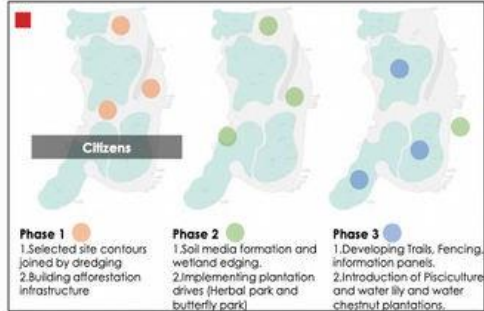 Citizens
Phase 1
1.Selected site contours
joined by dredging
2.Building afforestation
infrastructure
Phase 2
1.Soil media formation and
wetland edging.
2.Implementing plantation
drives (Herbal park and
butterfly park)
Phase 3
1.Developing Trails, Fencing,
information panels.
2.Introduction of Pisciculture
and water lily and water
chestnut plantations.